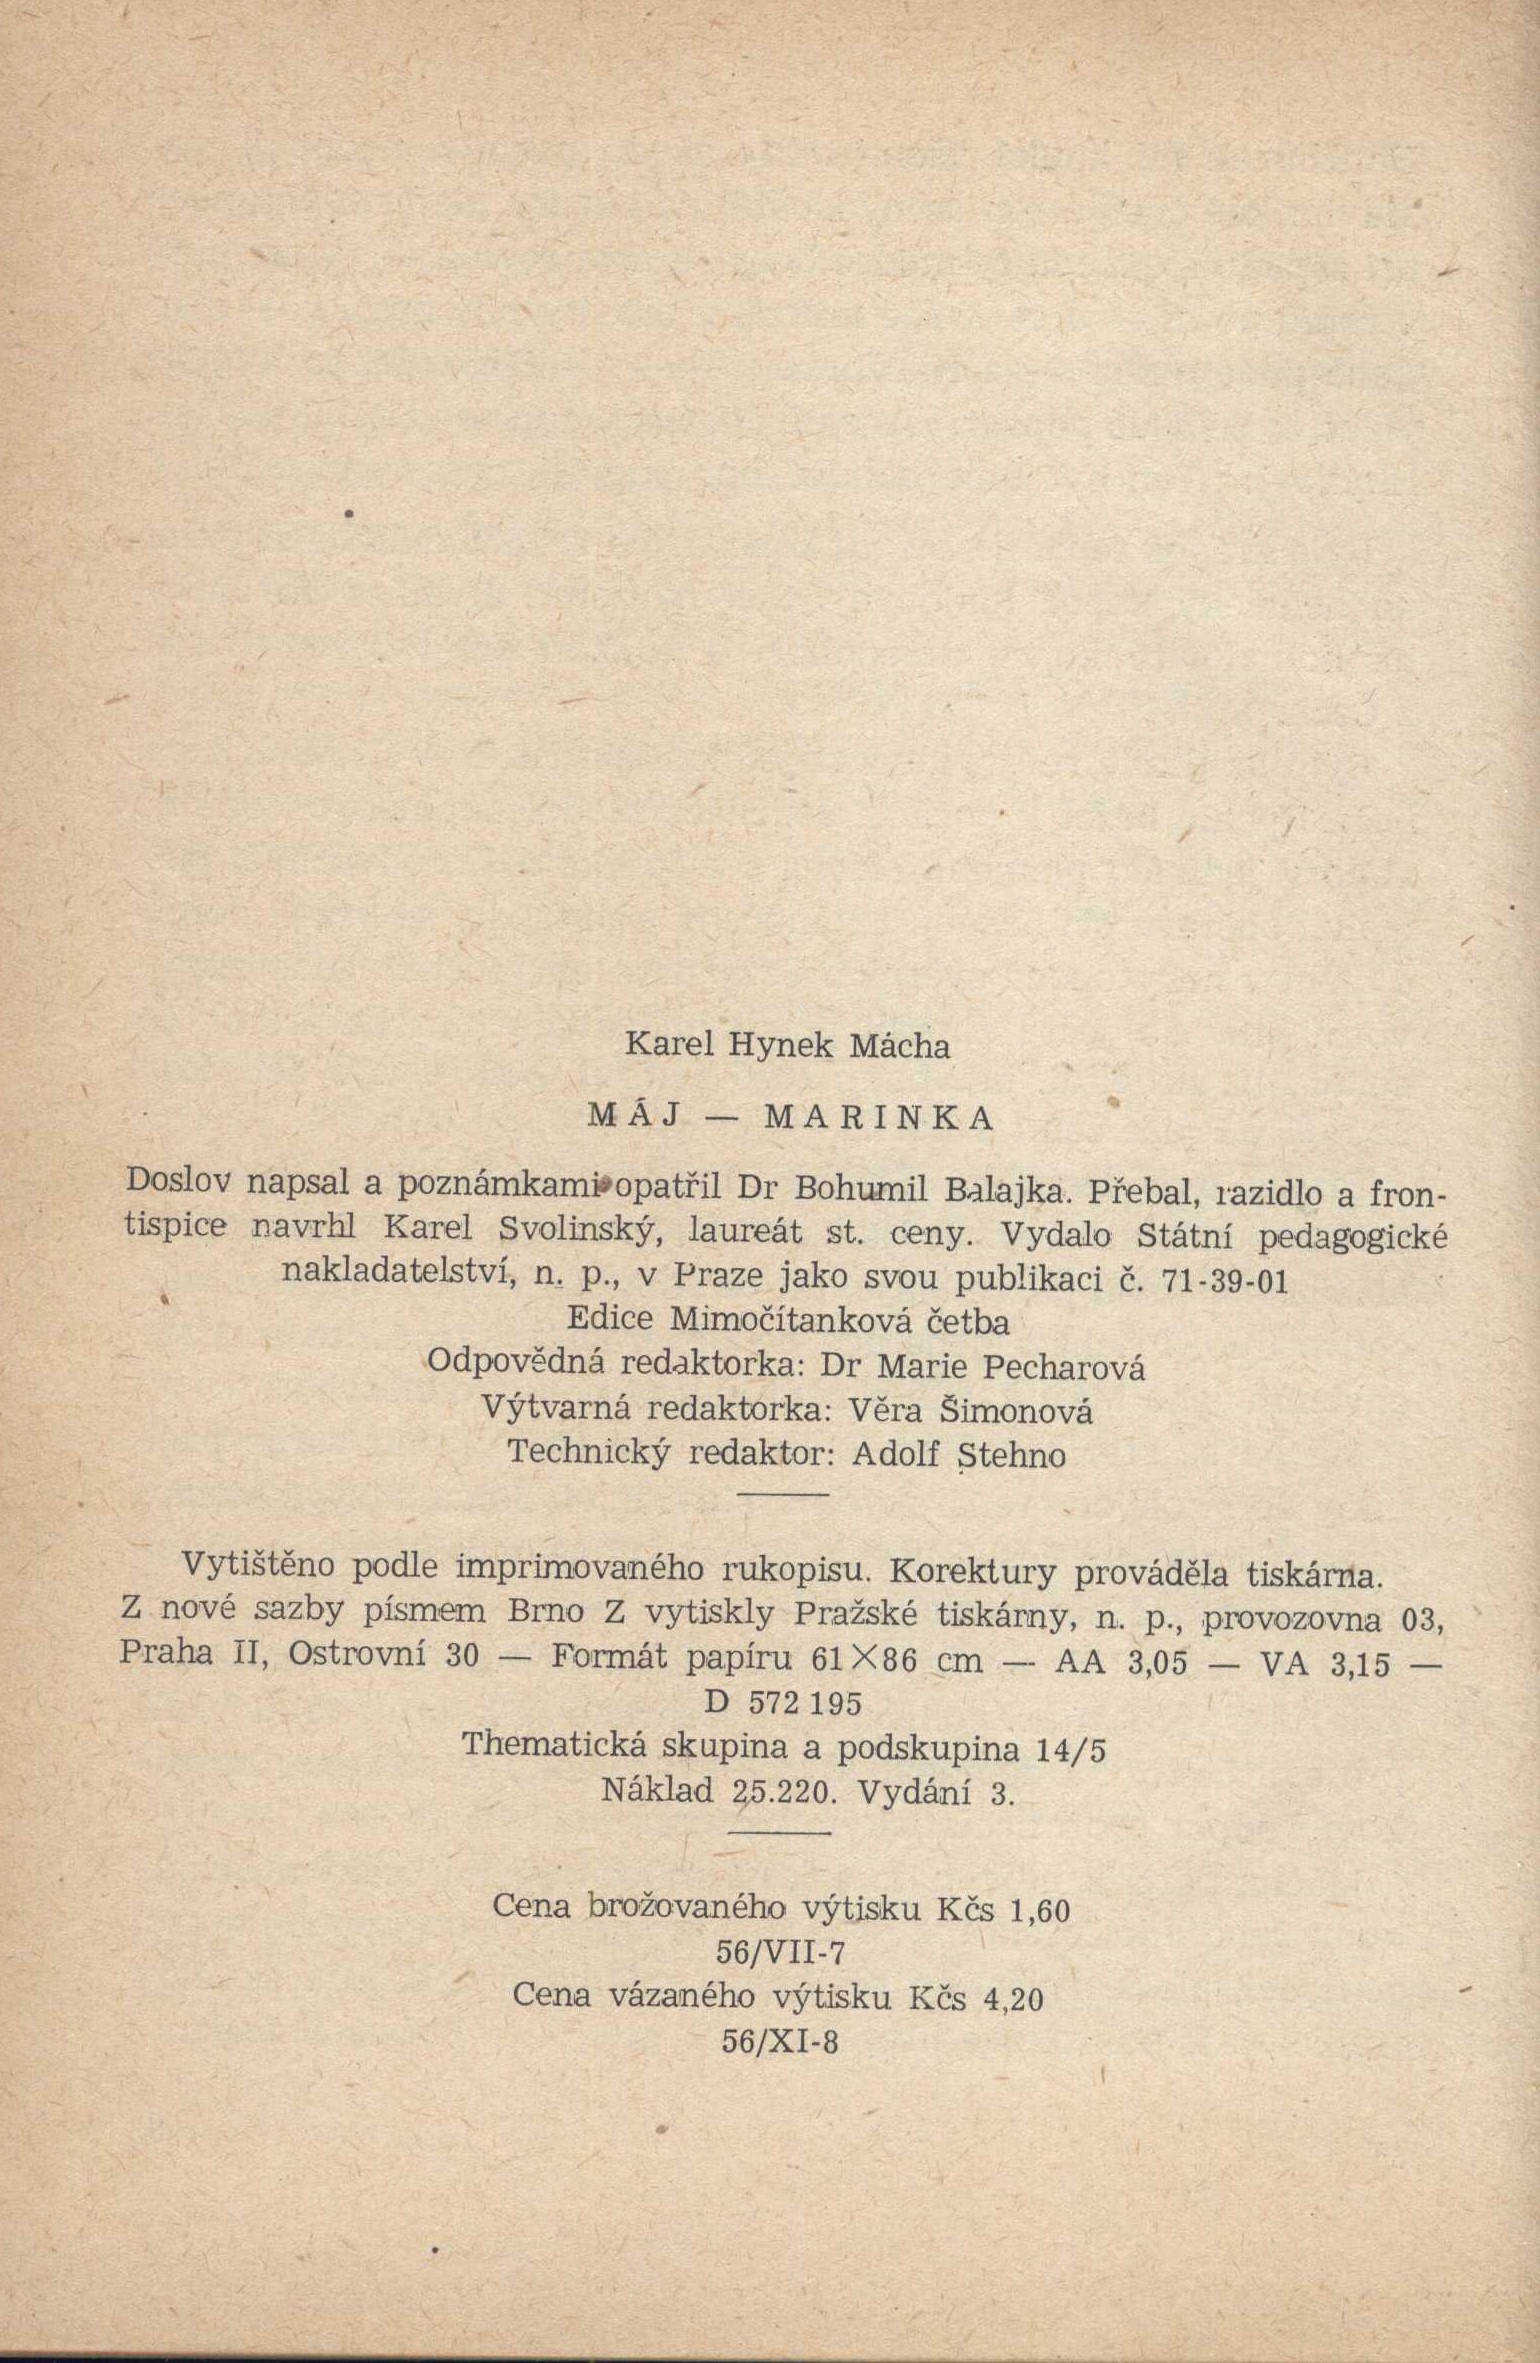 Karel Hynek Mácha
MÁJ — MARINKA
Doslov napsal a poznámkami opatřil Dr Bohumil Balajka. Přebal, razidlo a fron-
tispice navrhl Karel Svolinský, laureát st. ceny. Vydalo Státní pedagogické
nakladatelství, n. p., v Praze jako svou publikaci č. 71-39-01
Edice Mimočítanková četba
Odpovědná redaktorka: Dr Marie Pecharová
Výtvarná redaktorka: Věra Šimonová
Technický redaktor: Adolf Stehno
Vytištěno podle imprimovaného rukopisu. Korektury prováděla tiskárna.
Z nové sazby písmem Brno Z vytiskly Pražské tiskárny, n. p., provozovna 03,
Praha II, Ostrovní 30 — Formát papíru 61×86 cm — AA 3,05 — VA 3,15 —
D 572 195
Thematická skupina a podskupina 14/5
Náklad 25.220. Vydání 3.
Cena brožovaného výtisku Kčs 1,60
56/VII-7
Cena vázaného výtisku Kčs 4,20
56/XI-8